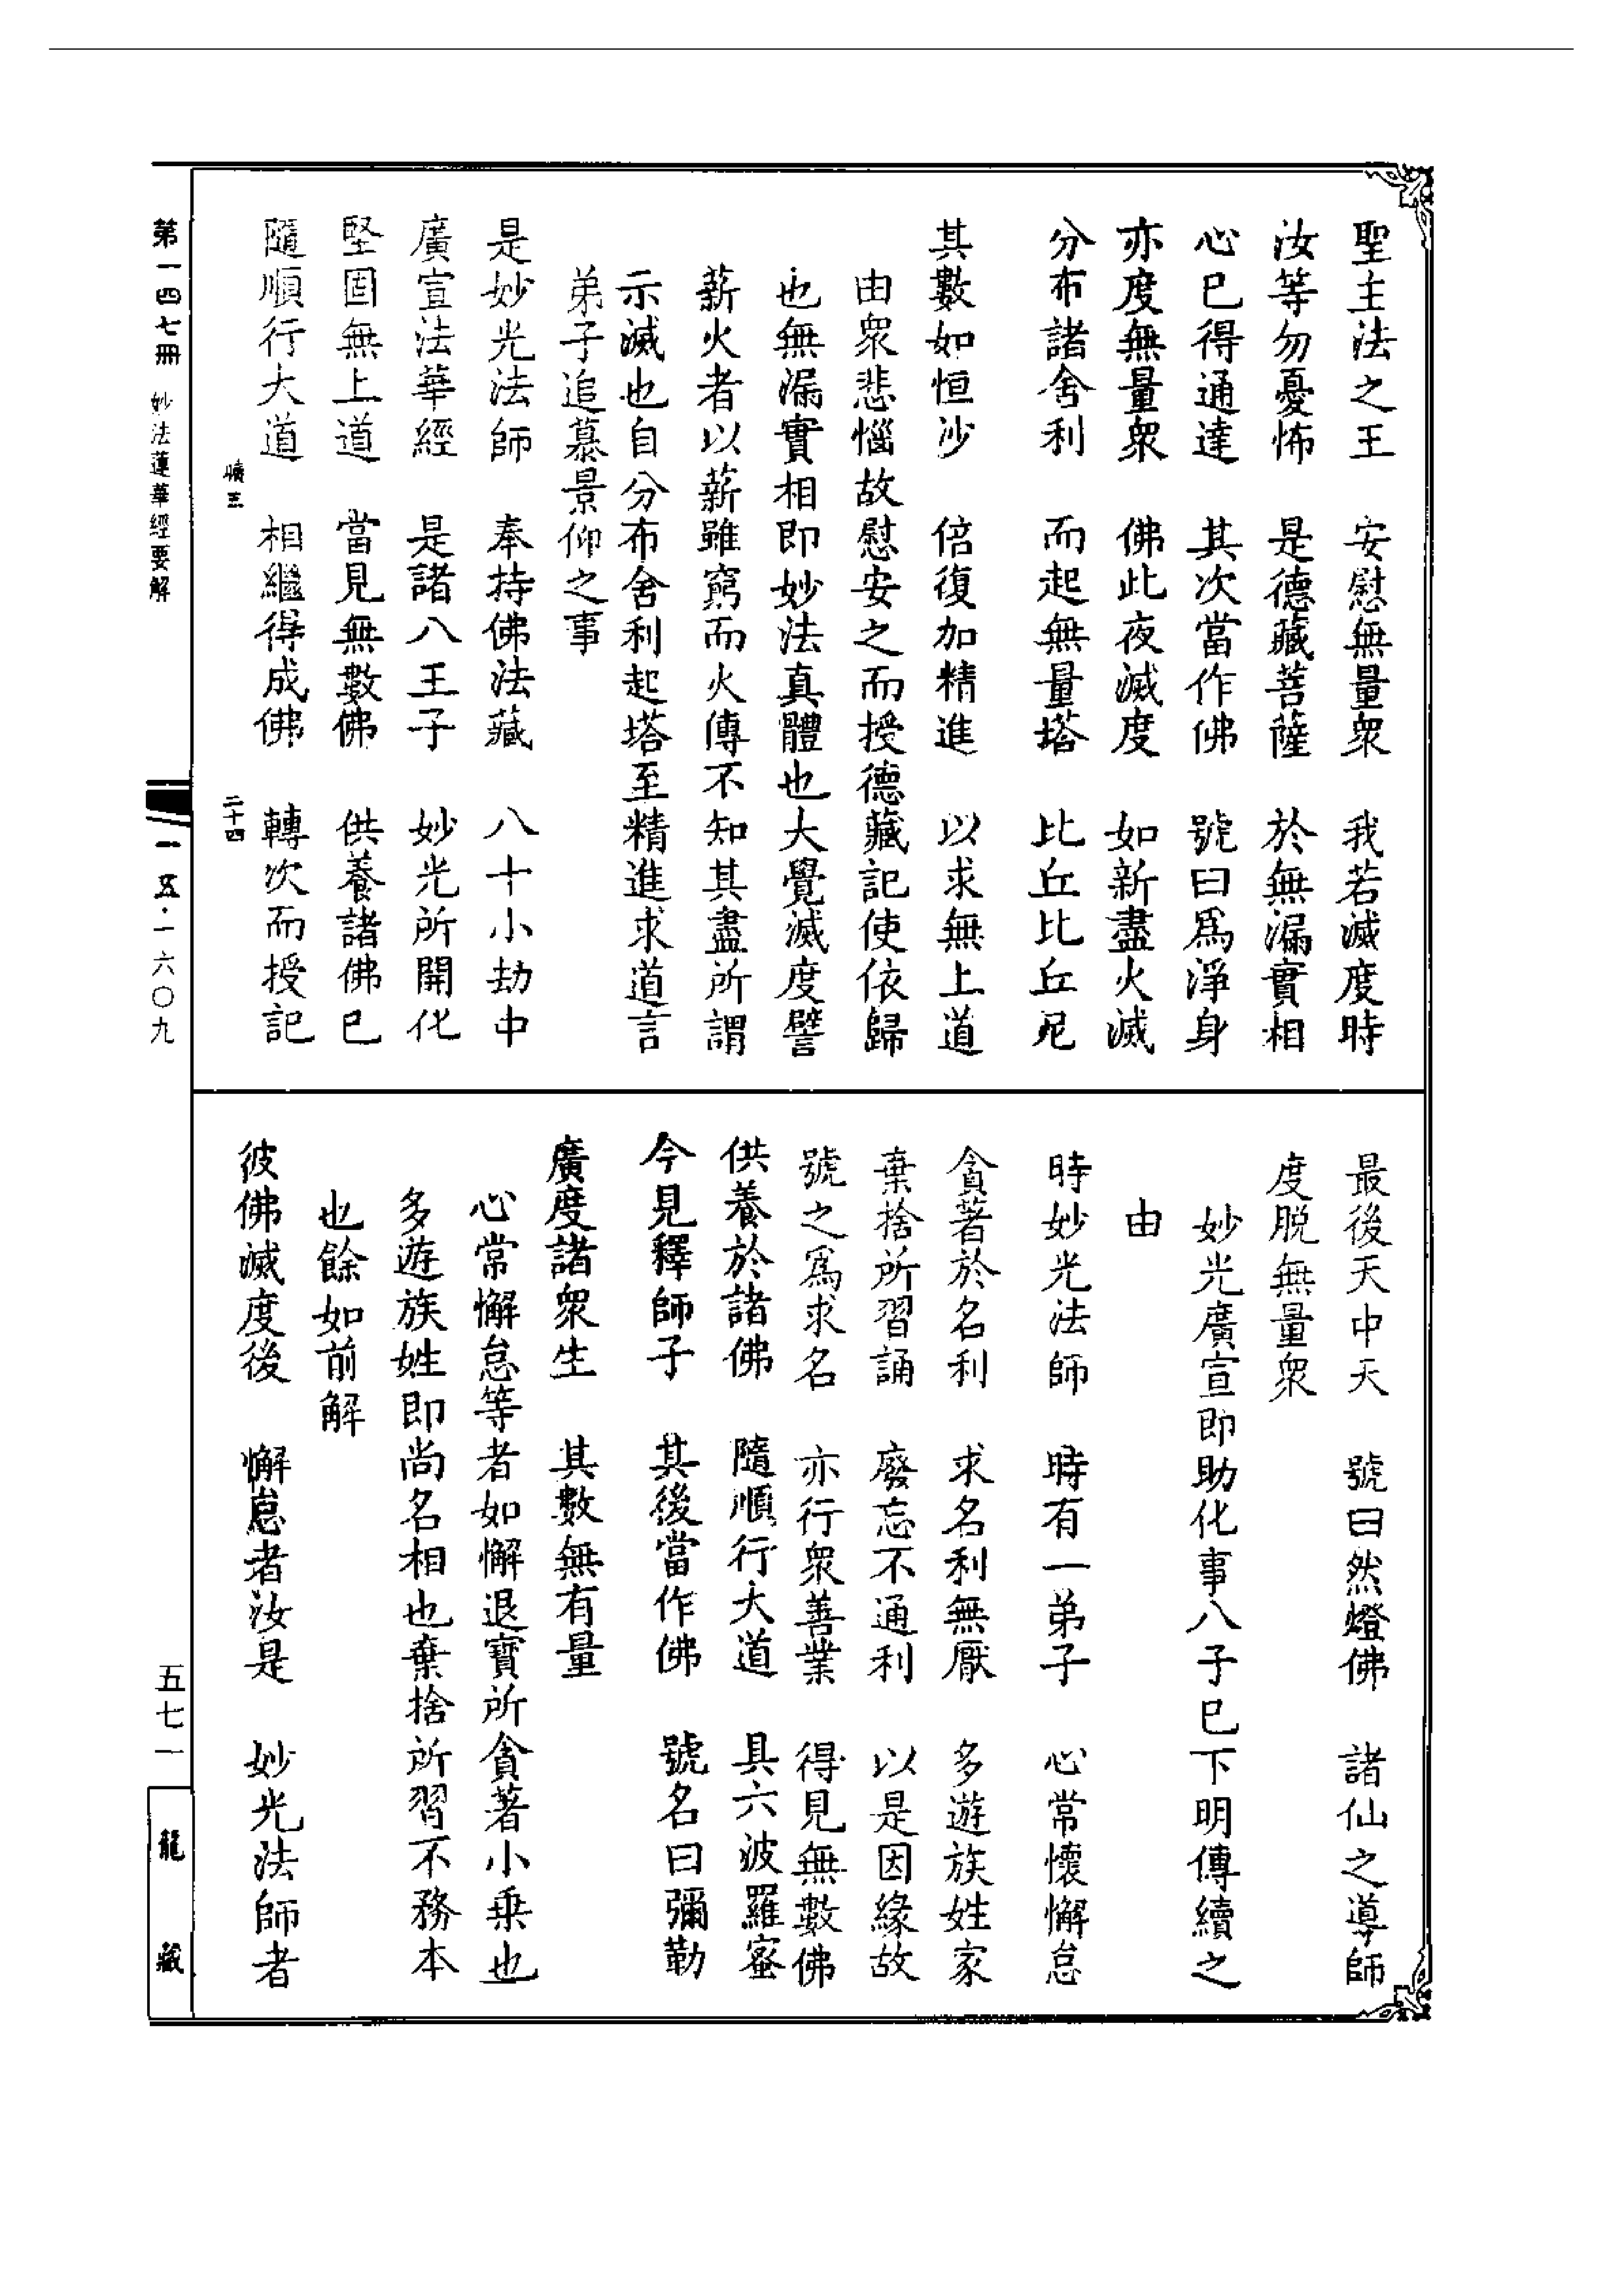 聖主法之王　安慰無量衆　我若滅度時
汝等勿憂怖　是德藏菩薩　於無漏實相
心已得通達　其次當作佛　號曰爲淨身
亦度無量衆　佛此夜滅度　如薪盡火滅
分布諸舍利　而起無量塔　比丘比丘尼
其數如恒沙　倍復加精進　以求無上道
由衆悲惱故慰安之而授德藏記使依歸
也無漏實相即妙法真體也大覺滅度譬
薪火者以薪雖窮而火傳不知其盡所謂
示滅也自分布舍利起塔至精進求道言
弟子追慕景仰之事
是妙光法師　奉持佛法藏　八十小劫中
廣宣法華經　是諸八王子　妙光所開化
堅固無上道　當見無數佛　供養諸佛已
隨順行大道　相繼得成佛　轉次而授記
二十四
最後天中天　號曰然燈佛　諸仙之導師
度脱無量衆
妙光廣宣即助化事八子已下明傳續之
由
時妙光法師　時有一弟子　心常懷懈怠
貪著於名利　求名利無厭　多遊族姓家
棄捨所習誦　廢忘不通利　以是因緣故
號之爲求名　亦行衆善業　得見無數佛
供養於諸佛　隨順行大道　具六波羅蜜
今見釋師子　其後當作佛　號名曰彌勒
廣度諸衆生　其數無有量
心常懈怠等者如懈退寶所貪著小乗也
多遊族姓即尚名相也棄捨所習不務本
也餘如前解
彼佛滅度後　懈怠者汝是　妙光法師者
第一四七冊　妙法蓮華經要解
一一五·一六〇九
五七一
龍藏